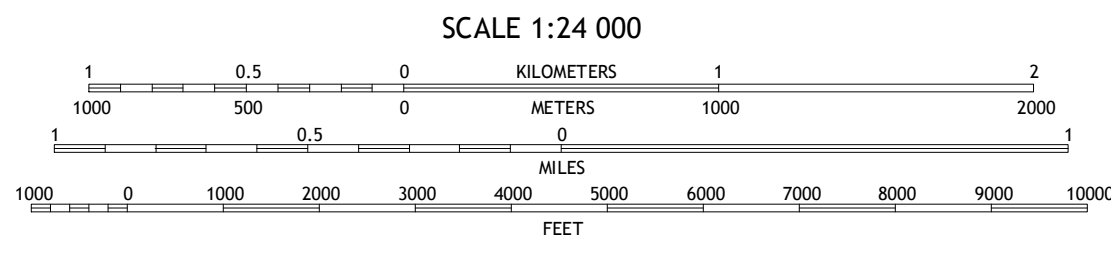 SCALE 1:24 000
1 0.5 0 KILOMETERS 1 2
1000 500 0 METERS 1000 2000
1 0.5 0 1
MILES
1000 0 1000 2000 3000 4000 5000 6000 7000 8000 9000 10000
FEET